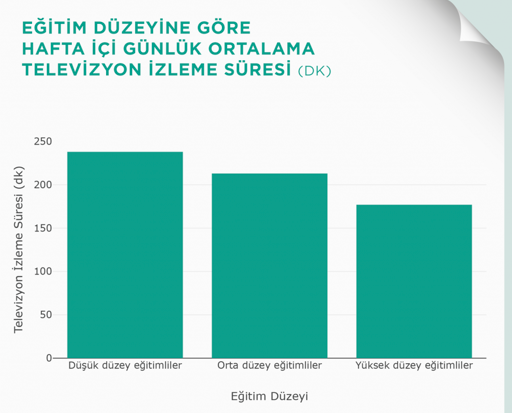 EĞİTİM DÜZEYİNE GÖRE
HAFTA İÇİ GÜNLÜK ORTALAMA
TELEVİZYON İZLEME SÜRESİ (DK)
250
200
150
100
50
0
Televizyon İzleme Süresi (dk)
Düşük düzey eğitimliler
Orta düzey eğitimliler
Yüksek düzey eğitimliler
Eğitim Düzeyi